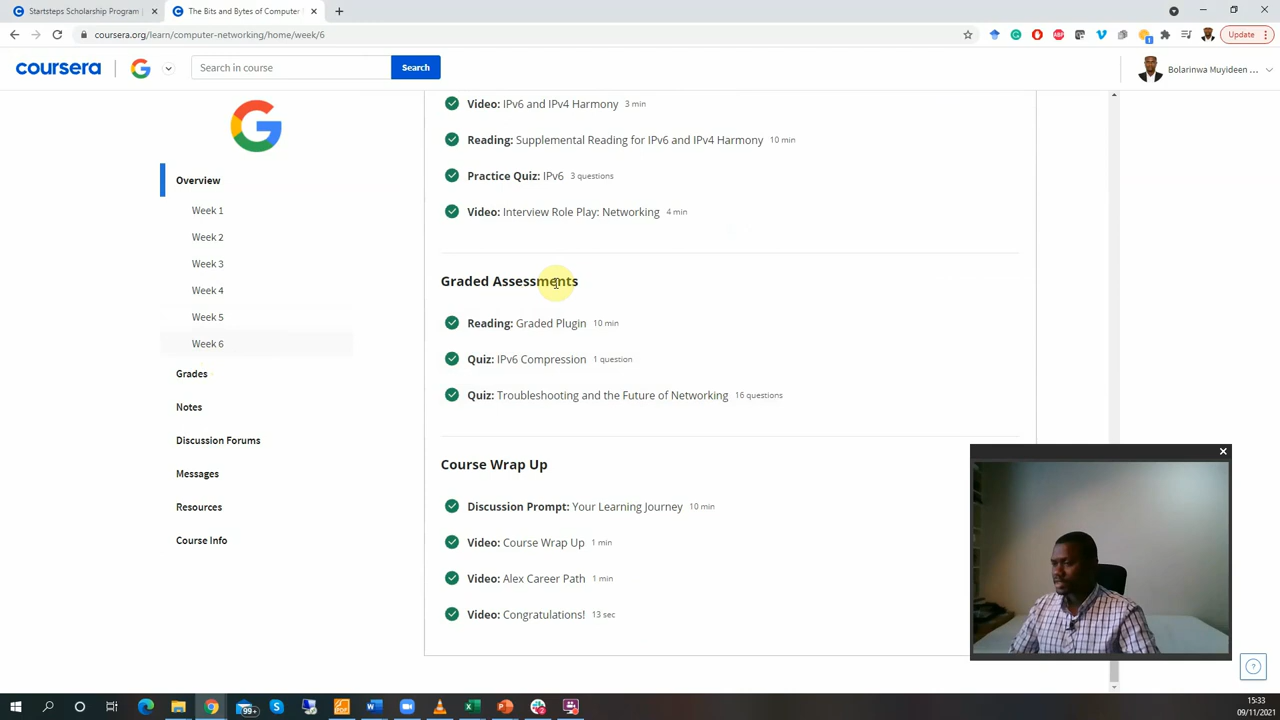 Startsteps Scholarship Program |
The Bits and Bytes of Computer
coursera.org/learn/computer-networking/home/week/6
ABP
1
Update
coursera
Search in course
Search
Bolarinwa Muyideen ...
Overview
Week 1
Week 2
Week 3
Week 4
Week 5
Week 6
Grades
Notes
Discussion Forums
Messages
Resources
Course Info
Video: IPv6 and IPv4 Harmony 3 min
Reading: Supplemental Reading for IPv6 and IPv4 Harmony 10 min
Practice Quiz: IPv6 3 questions
Video: Interview Role Play: Networking 4 min
Graded Assessments
Reading: Graded Plugin 10 min
Quiz: IPv6 Compression 1 question
Quiz: Troubleshooting and the Future of Networking 16 questions
Course Wrap Up
Discussion Prompt: Your Learning Journey 10 min
Video: Course Wrap Up 1 min
Video: Alex Career Path 1 min
Video: Congratulations! 13 sec
99+
15:33
09/11/2021